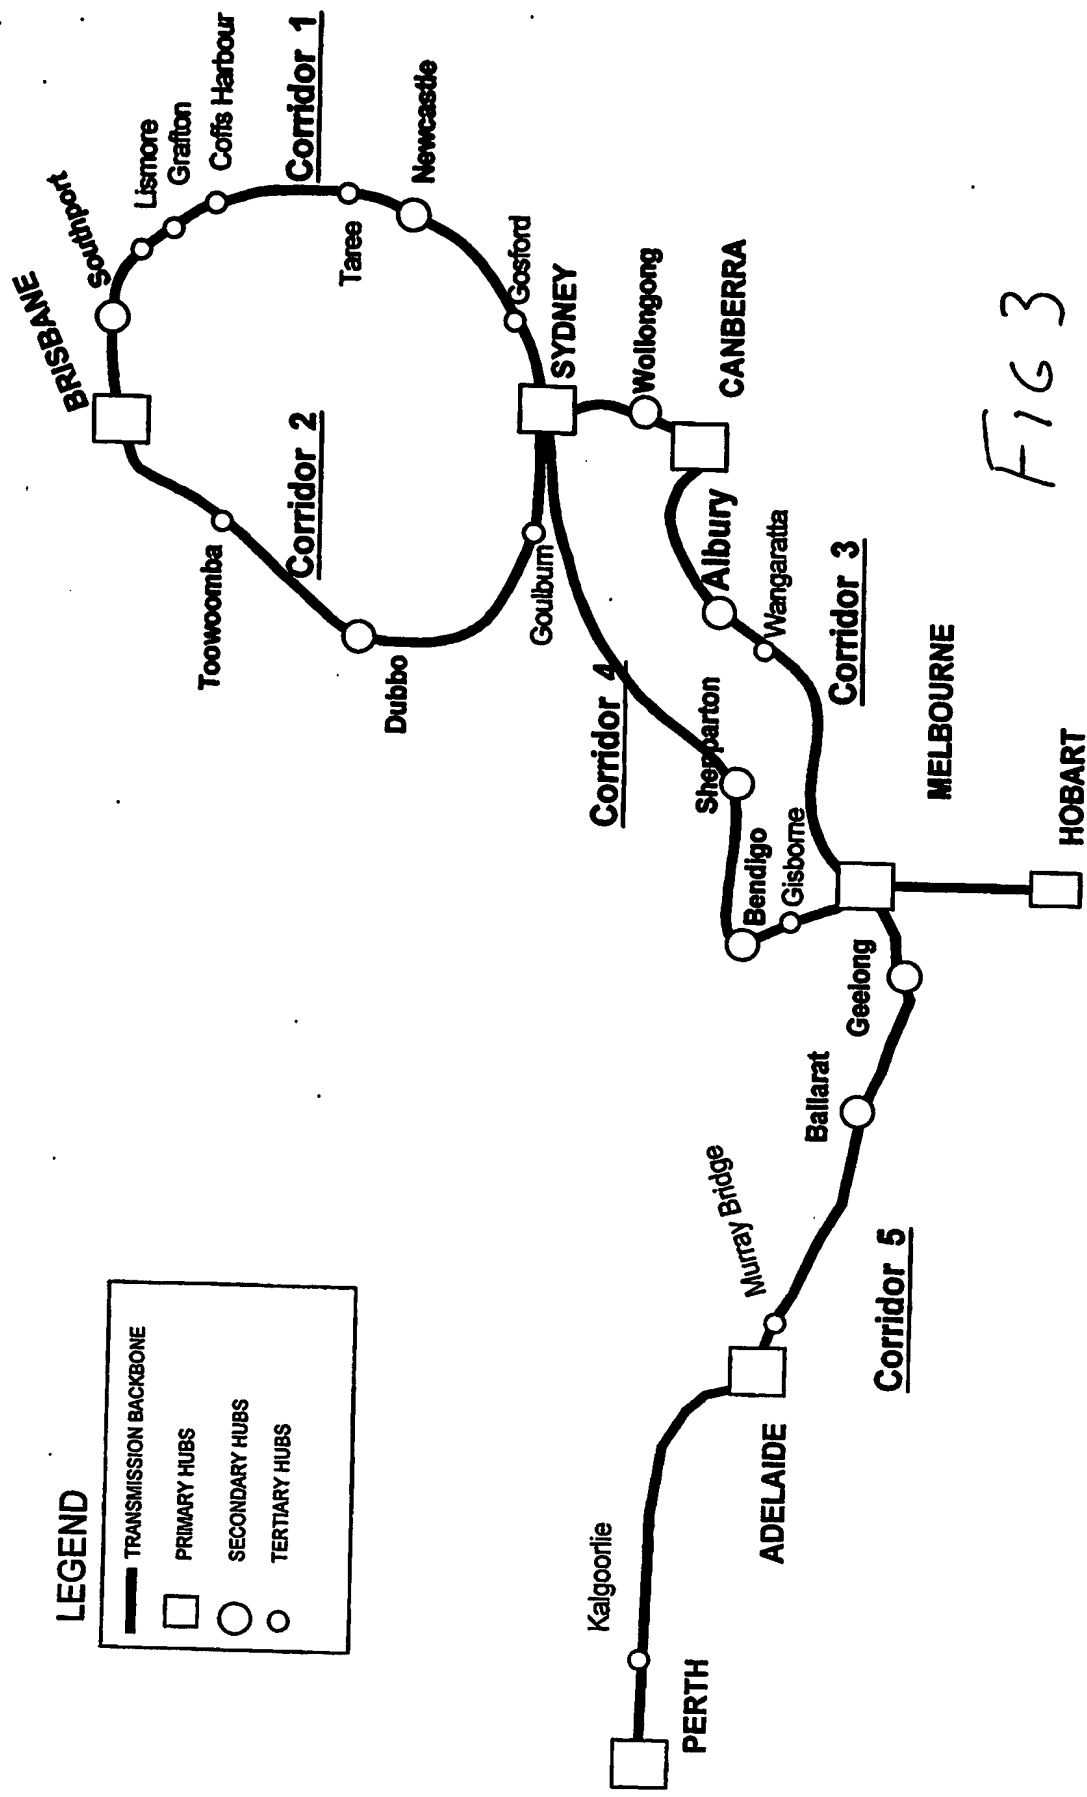 LEGEND
TRANSMISSION BACKBONE
PRIMARY HUBS
SECONDARY HUBS
TERTIARY HUBS
BRISBANE
Southport
Lismore
Grafton
Coffs Harbour
Corridor 1
Taree
Newcastle
Gosford
SYDNEY
Toowoomba
Corridor 2
Dubbo
Goulburn
Wollongong
CANBERRA
Albury
Wangaratta
Corridor 3
Corridor 4
Shepparton
Bendigo
Gisborne
MELBOURNE
HOBART
Geelong
Ballarat
Murray Bridge
Corridor 5
ADELAIDE
Kalgoorlie
PERTH
FIG 3